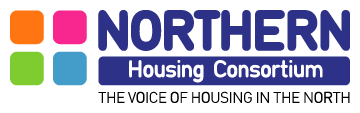 NORTHERN
Housing Consortium
THE VOICE OF HOUSING IN THE NORTH